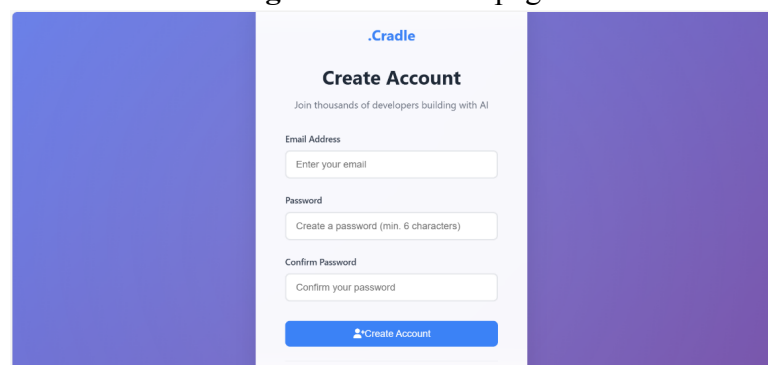 .Cradle
Create Account
Join thousands of developers building with AI
Email Address
Enter your email
Password
Create a password (min. 6 characters)
Confirm Password
Confirm your password
Create Account